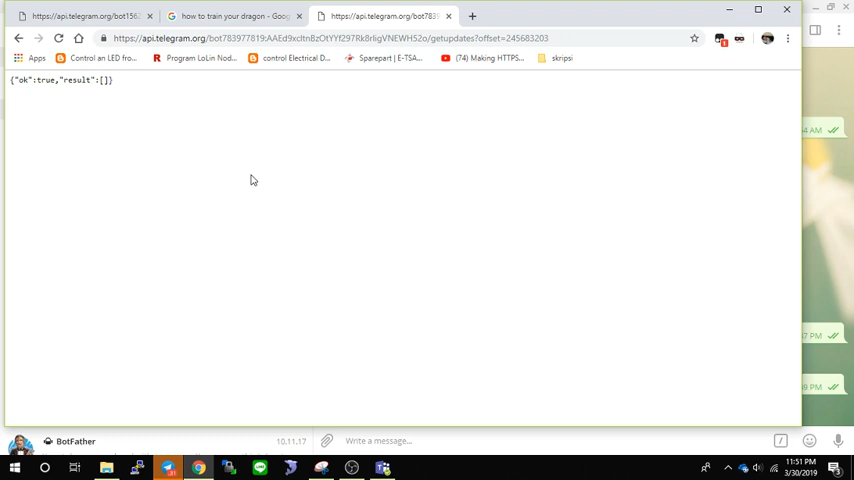 https://api.telegram.org/bot156
how to train your dragon - Goog
https://api.telegram.org/bot7839
https://api.telegram.org/bot783977819:AAEd9xcltnBzOtYYf297Rk8rligVNEWH52o/getupdates?offset=245683203
Apps
Control an LED fro...
Program LoLin Nod...
control Electrical D...
Sparepart | E-TSA...
(74) Making HTTPS...
skripsi
{"ok":true,"result":[]}
4 AM
47 PM
9 PM
BotFather
10.11.17
Write a message...
11:51 PM
3/30/2019